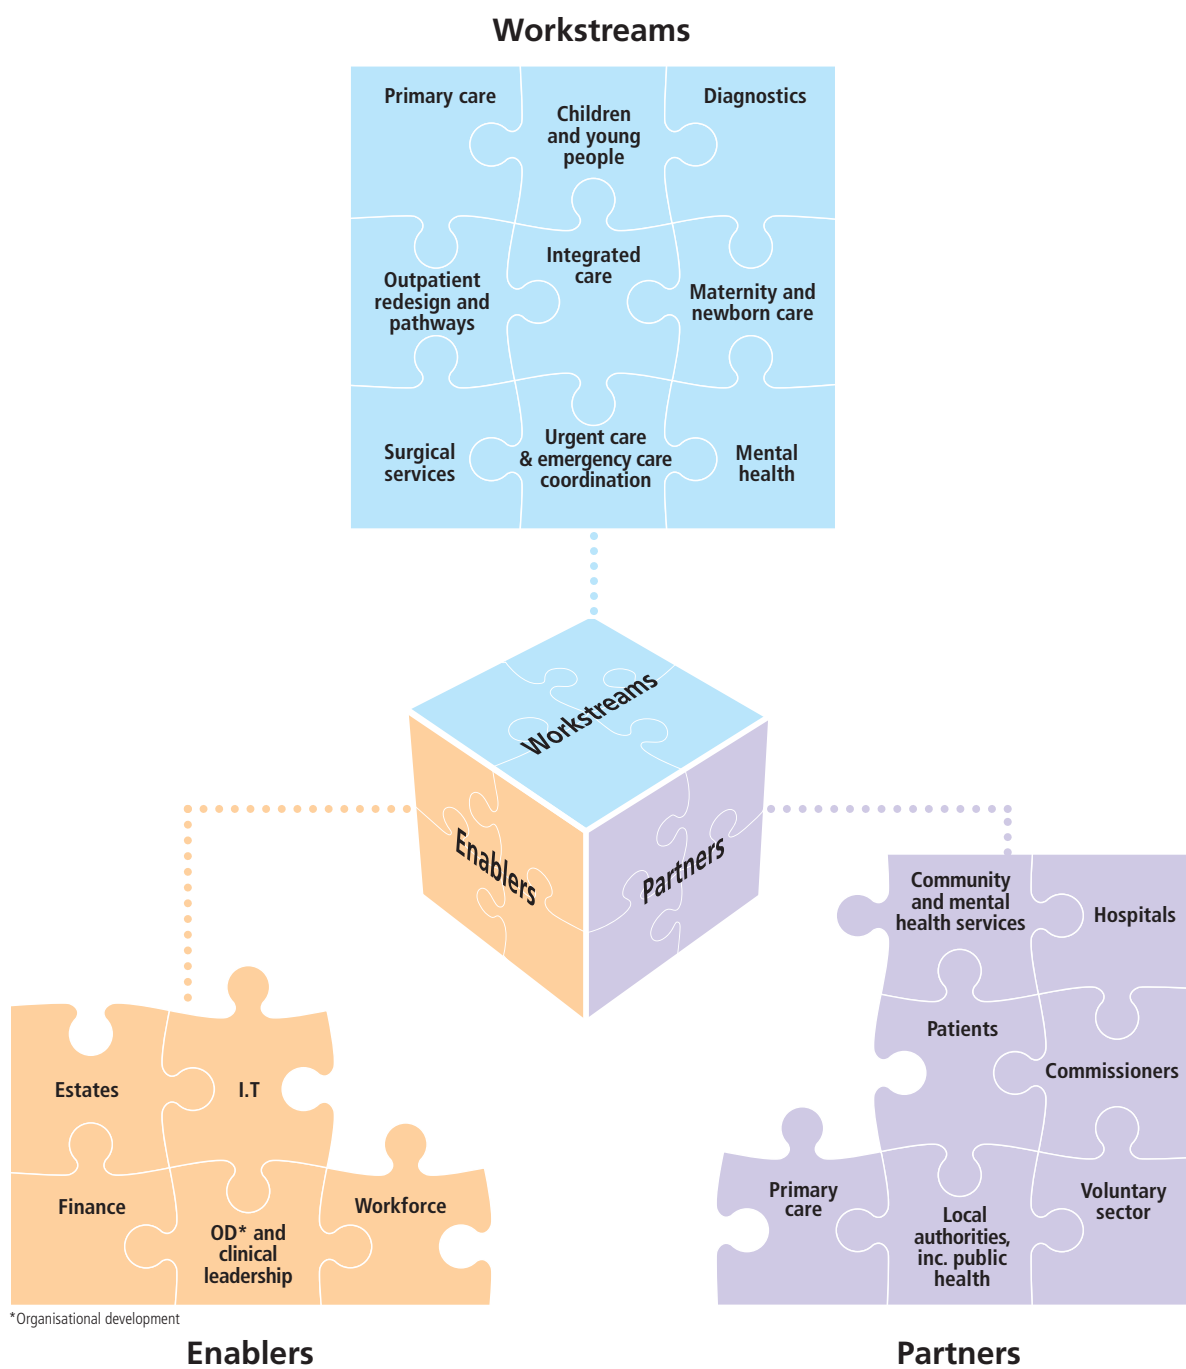 Workstreams
Primary care
Children
and young
people
Diagnostics
Outpatient
redesign and
pathways
Integrated
care
Maternity and
newborn care
Surgical
services
Urgent care
& emergency care
coordination
Mental
health
Workstreams
Enablers
Partners
Estates
I.T
Finance
OD* and
clinical
leadership
Workforce
*Organisational development
Enablers
Community
and mental
health services
Hospitals
Patients
Commissioners
Primary
care
Local
authorities,
inc. public
health
Voluntary
sector
Partners